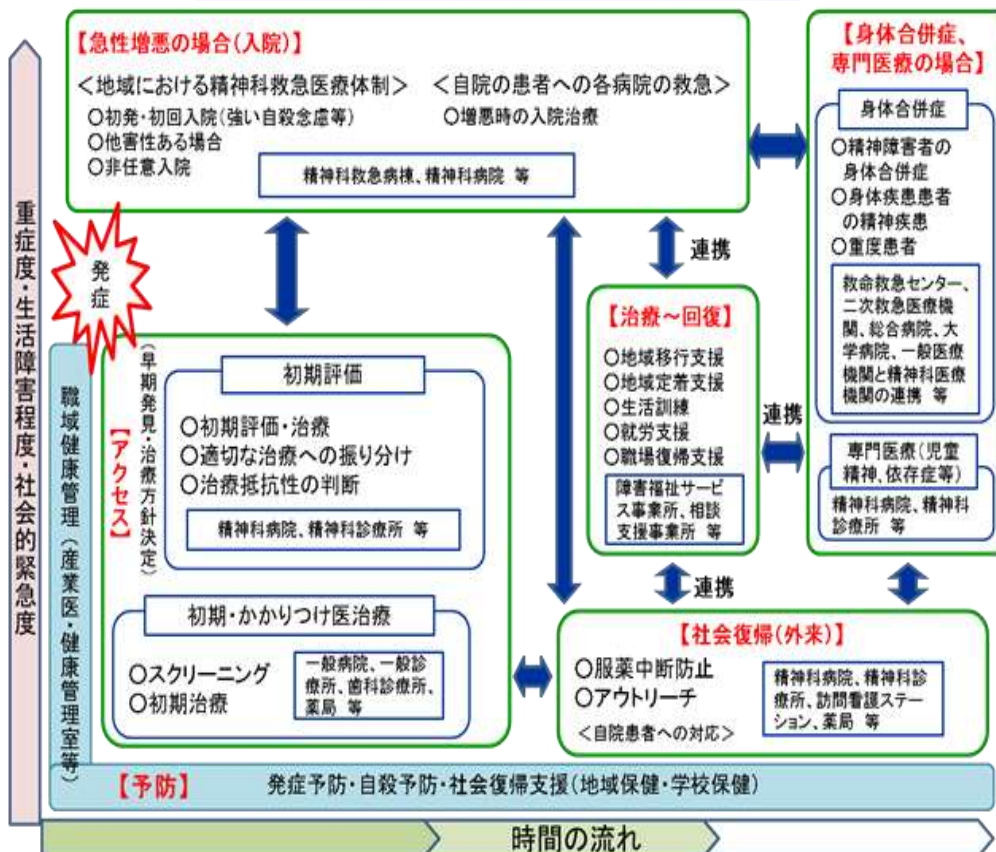 【急性増悪の場合(入院)】
＜地域における精神科救急医療体制＞
○初発・初回入院(強い自殺念慮等)
○他害性ある場合
○非任意入院
＜自院の患者への各病院の救急＞
○増悪時の入院治療
精神科救急病棟、精神科病院 等
【身体合併症、
専門医療の場合】
身体合併症
○精神障害者の
身体合併症
○身体疾患患者
の精神疾患
○重度患者
救命救急センター、
二次救急医療機
関、総合病院、大
学病院、一般医療
機関と精神科医療
機関の連携 等
専門医療(児童
精神、依存症等)
精神科病院、精神科
診療所 等
重症度・生活障害程度・社会的緊急度
発症
職域健康管理(産業医・健康管理室等)
【アクセス】
(早期発見・治療方針決定)
初期評価
○初期評価・治療
○適切な治療への振り分け
○治療抵抗性の判断
精神科病院、精神科診療所 等
初期・かかりつけ医治療
○スクリーニング
○初期治療
一般病院、一般診
療所、歯科診療所、
薬局 等
連携
【治療～回復】
○地域移行支援
○地域定着支援
○生活訓練
○就労支援
○職場復帰支援
障害福祉サービ
ス事業所、相談
支援事業所 等
連携
連携
【社会復帰(外来)】
○服薬中断防止
○アウトリーチ
＜自院患者への対応＞
精神科病院、精神科診
療所、訪問看護ステー
ション、薬局 等
【予防】
発症予防・自殺予防・社会復帰支援(地域保健・学校保健)
時間の流れ